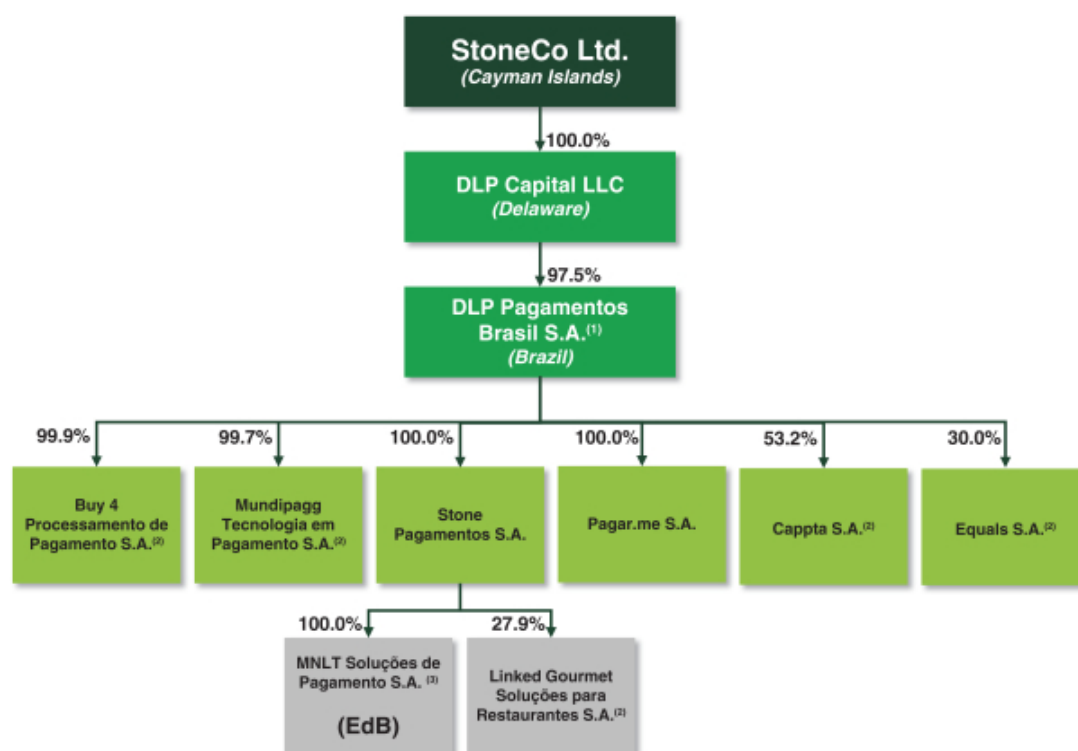 StoneCo Ltd.
(Cayman Islands)
100.0%
DLP Capital LLC
(Delaware)
97.5%
DLP Pagamentos
Brasil S.A.(1)
(Brazil)
99.9%
99.7%
100.0%
100.0%
53.2%
30.0%
Buy 4
Processamento de
Pagamento S.A.(2)
Mundipagg
Tecnologia em
Pagamento S.A.(2)
Stone
Pagamentos S.A.
Pagar.me S.A.
Cappta S.A.(2)
Equals S.A.(2)
100.0%
27.9%
MNLT Soluções de
Pagamento S.A. (3)
(EdB)
Linked Gourmet
Soluções para
Restaurantes S.A.(2)